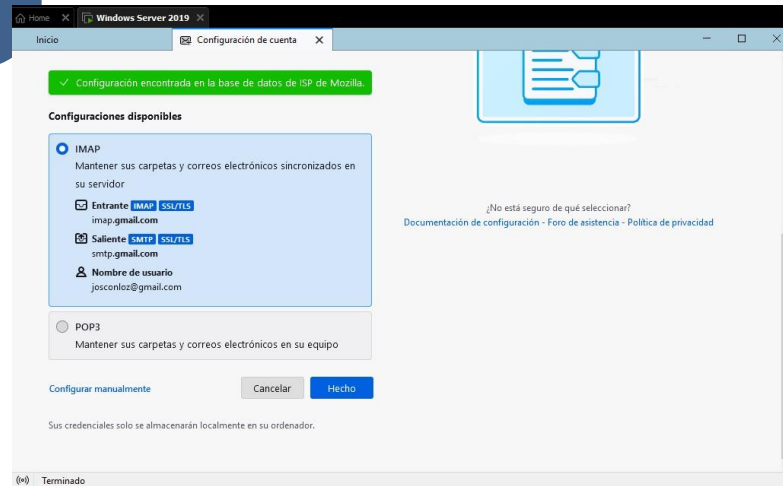 Home
Windows Server 2019
Inicio
Configuración de cuenta
Configuración encontrada en la base de datos de ISP de Mozilla.
Configuraciones disponibles
IMAP
Mantener sus carpetas y correos electrónicos sincronizados en
su servidor
Entrante IMAP SSL/TLS
imap.gmail.com
Saliente SMTP SSL/TLS
smtp.gmail.com
Nombre de usuario
josconloz@gmail.com
POP3
Mantener sus carpetas y correos electrónicos en su equipo
Configurar manualmente
Cancelar
Hecho
Sus credenciales solo se almacenarán localmente en su ordenador.
¿No está seguro de qué seleccionar?
Documentación de configuración - Foro de asistencia - Política de privacidad
Terminado